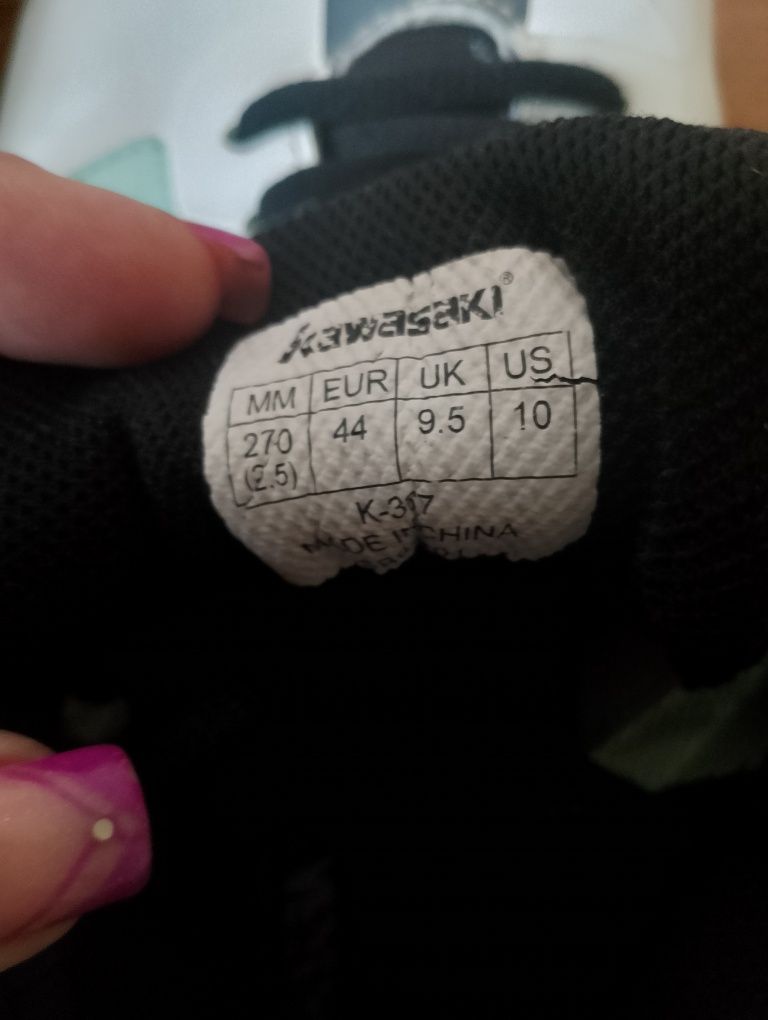 Kawasaki®
MM EUR UK US
270 44 9.5 10
(2.5)
MADE IN CHINA